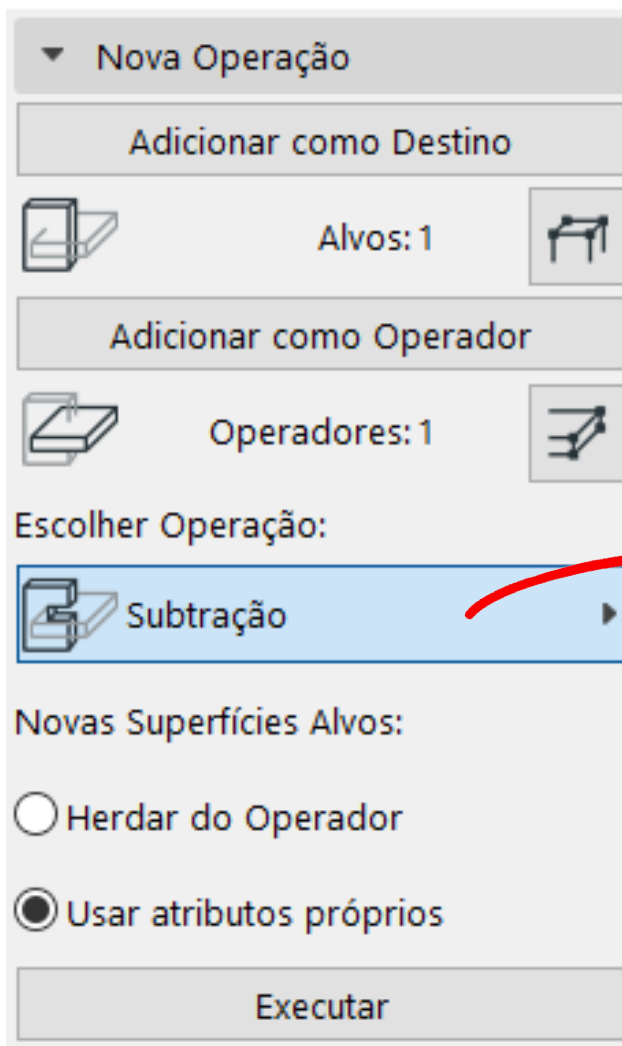 Nova Operação
Adicionar como Destino
Alvos: 1
Adicionar como Operador
Operadores: 1
Escolher Operação:
Subtração
Novas Superfícies Alvos:
Herdar do Operador
Usar atributos próprios
Executar